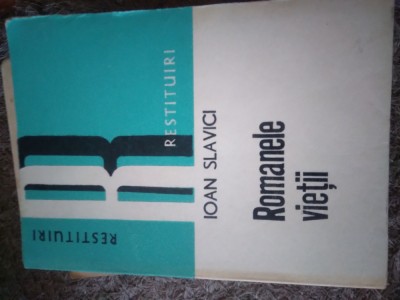 RESTITUIRI
RESTITUIRI
IOAN SLAVICI
Romanele
vieții